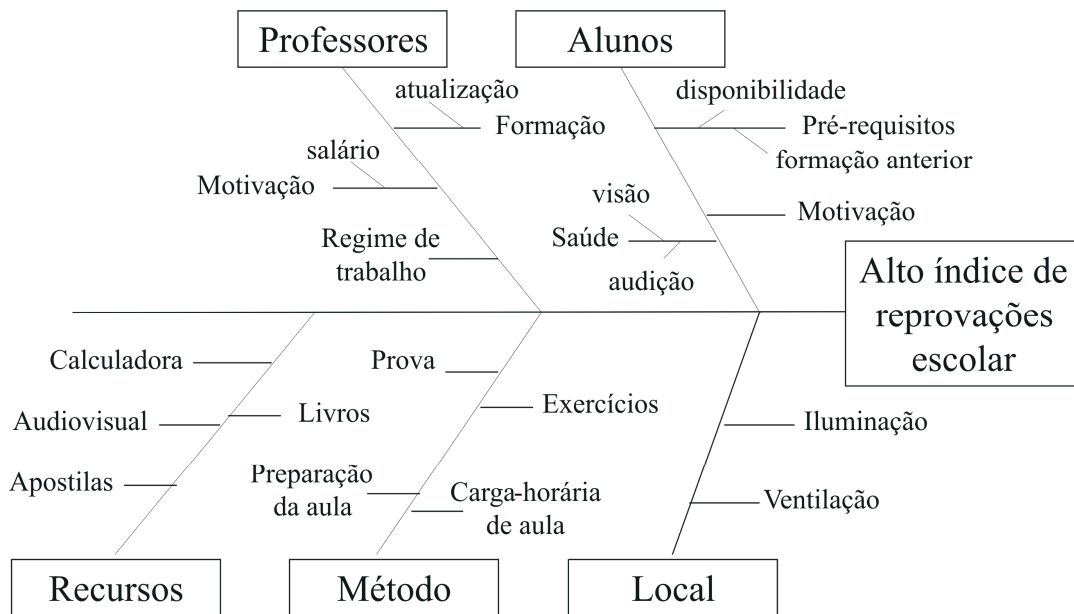 Professores
Alunos
atualização
Formação
salário
Motivação
Regime de
trabalho
disponibilidade
Pré-requisitos
formação anterior
visão
Motivação
Saúde
audição
Alto índice de
reprovações
escolar
Calculadora
Audiovisual
Livros
Apostilas
Prova
Exercícios
Preparação
da aula
Carga-horária
de aula
Iluminação
Ventilação
Recursos
Método
Local